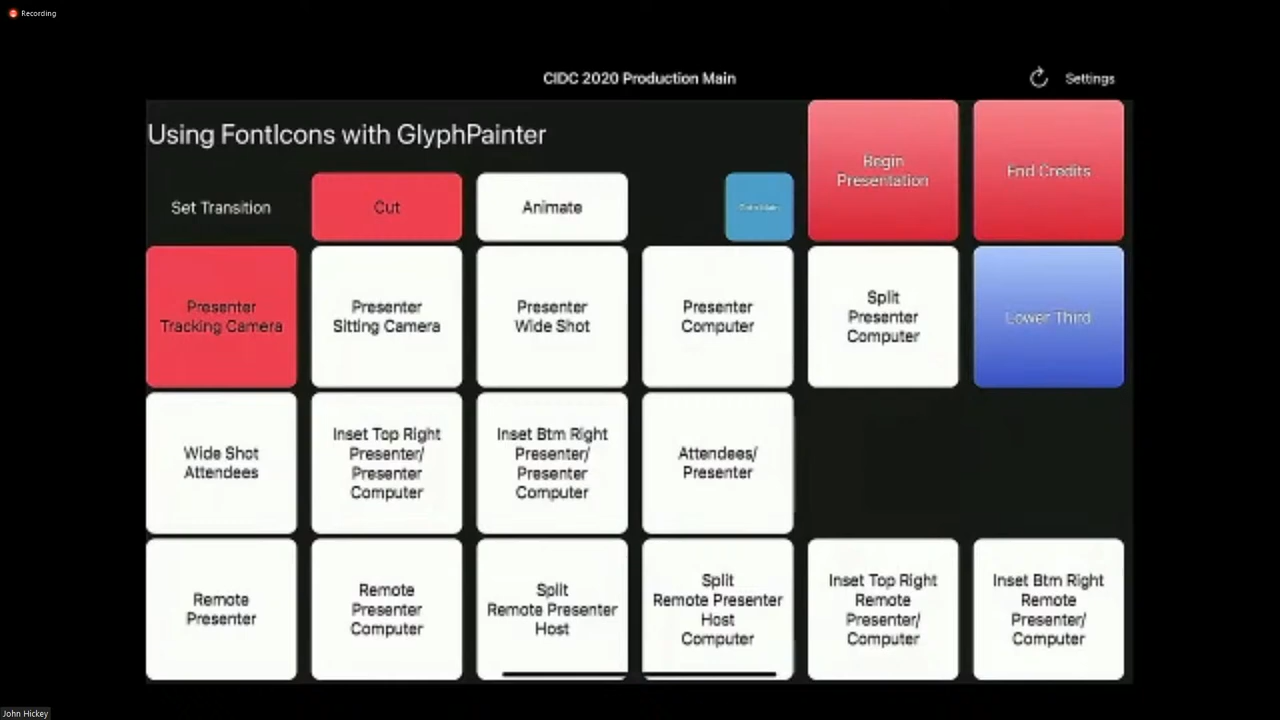 Recording
CIDC 2020 Production Main
Settings
Using FontIcons with GlyphPainter
Begin
Presentation
End Credits
Set Transition
Cut
Animate
Presenter
Tracking Camera
Presenter
Sitting Camera
Presenter
Wide Shot
Presenter
Computer
Split
Presenter
Computer
Lower Third
Wide Shot
Attendees
Inset Top Right
Presenter/
Presenter
Computer
Inset Btm Right
Presenter/
Presenter
Computer
Attendees/
Presenter
Remote
Presenter
Remote
Presenter
Computer
Split
Remote Presenter
Host
Split
Remote Presenter
Host
Computer
Inset Top Right
Remote
Presenter/
Computer
Inset Btm Right
Remote
Presenter/
Computer
John Hickey